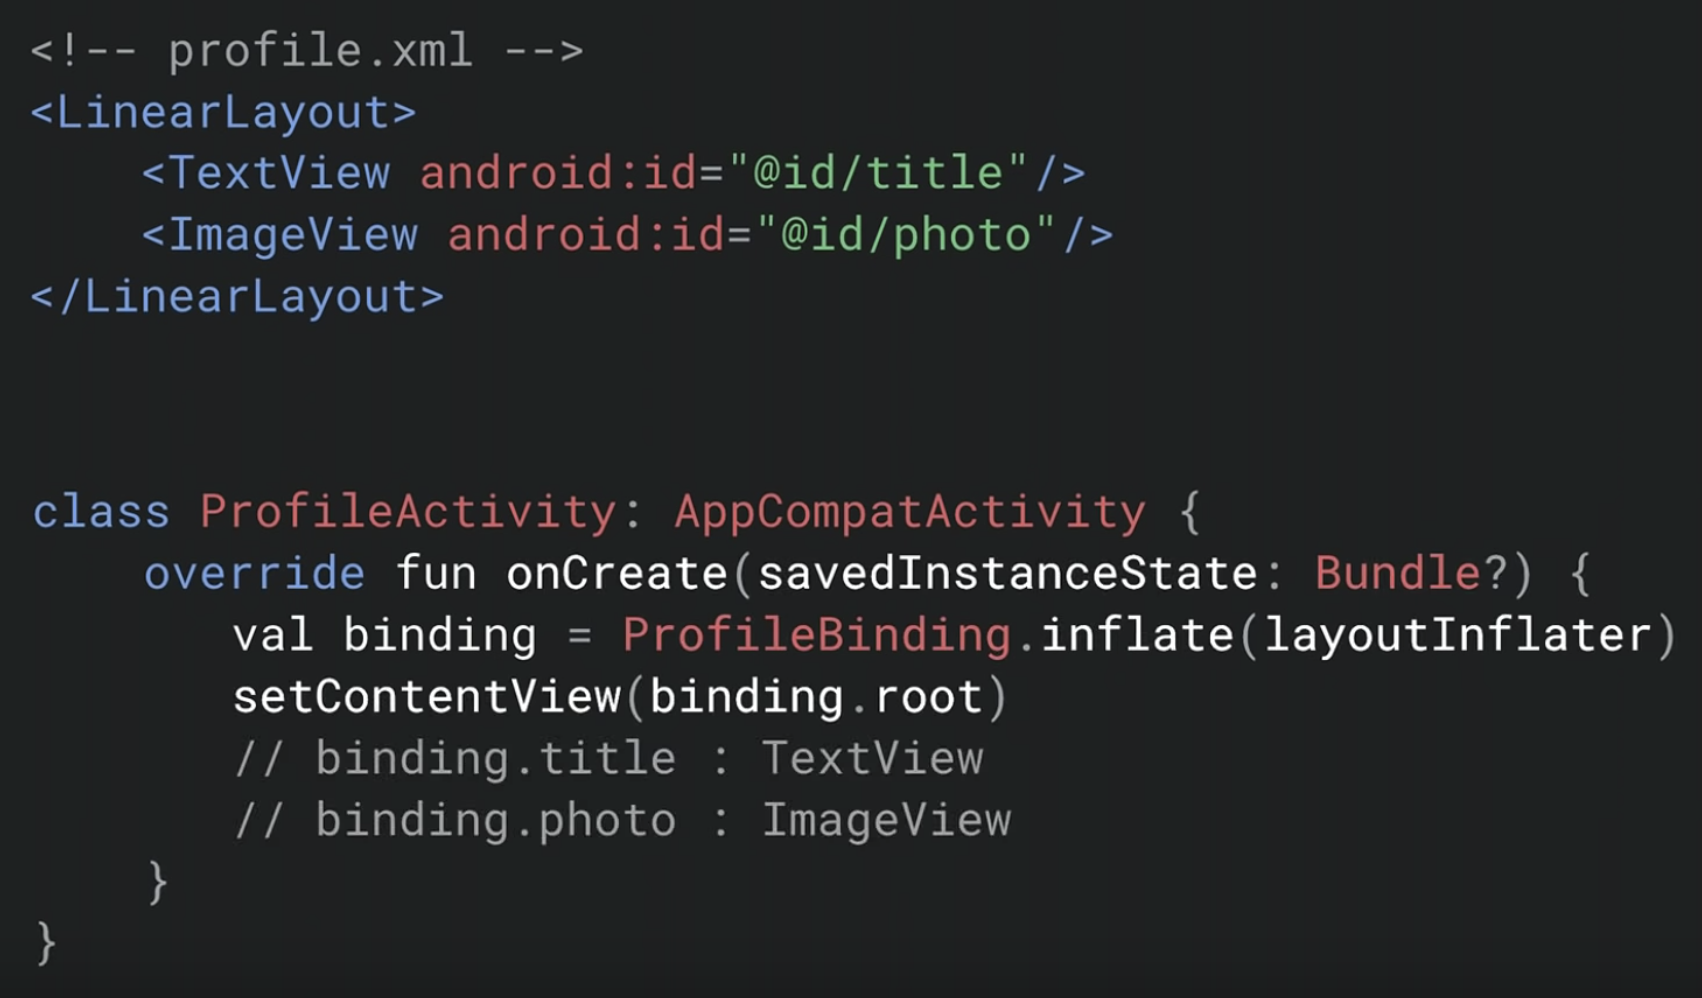 <!-- profile.xml -->
<LinearLayout>
    <TextView android:id="@id/title"/>
    <ImageView android:id="@id/photo"/>
</LinearLayout>
class ProfileActivity: AppCompatActivity {
    override fun onCreate(savedInstanceState: Bundle?) {
        val binding = ProfileBinding.inflate(layoutInflater)
        setContentView(binding.root)
        // binding.title : TextView
        // binding.photo : ImageView
    }
}